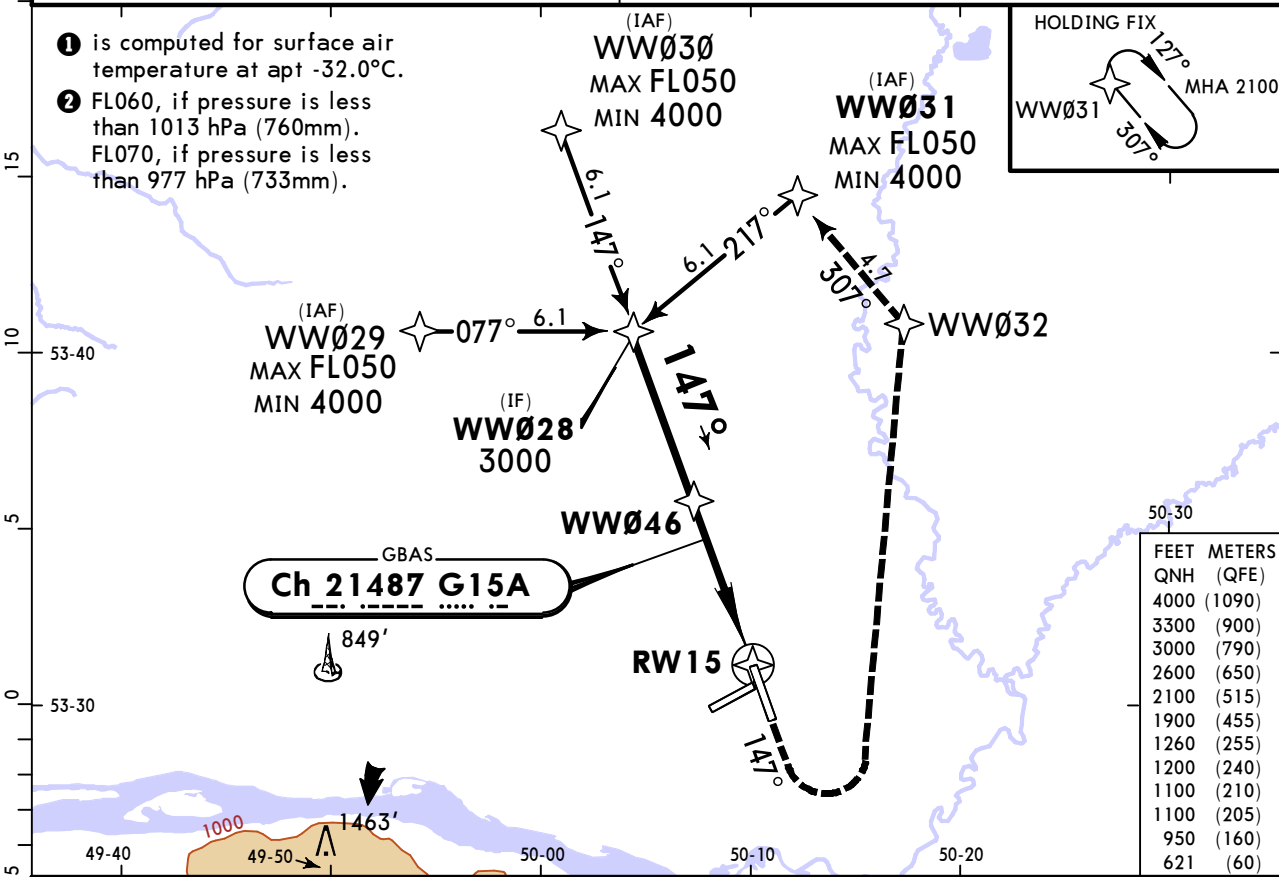 ❶ is computed for surface air
temperature at apt -32.0°C.
❷ FL060, if pressure is less
than 1013 hPa (760mm).
FL070, if pressure is less
than 977 hPa (733mm).
(IAF)
WWØ3Ø
MAX FL050
MIN 4000
(IAF)
WWØ31
MAX FL050
MIN 4000
HOLDING FIX
127°
MHA 2100
WWØ31
307°
15
6.1
147°
6.1 217°
4.7
307°
(IAF)
WWØ29
MAX FL050
MIN 4000
077° 6.1
WWØ32
10
53-40
147°
(IF)
WWØ28
3000
WWØ46
5
50-30
GBAS
Ch 21487 G15A
849'
RW15
0
53-30
147°
FEET METERS
QNH (QFE)
4000 (1090)
3300 (900)
3000 (790)
2600 (650)
2100 (515)
1900 (455)
1260 (255)
1200 (240)
1100 (210)
1100 (205)
950 (160)
621 (60)
1000
1463'
5
49-40
49-50
50-00
50-10
50-20